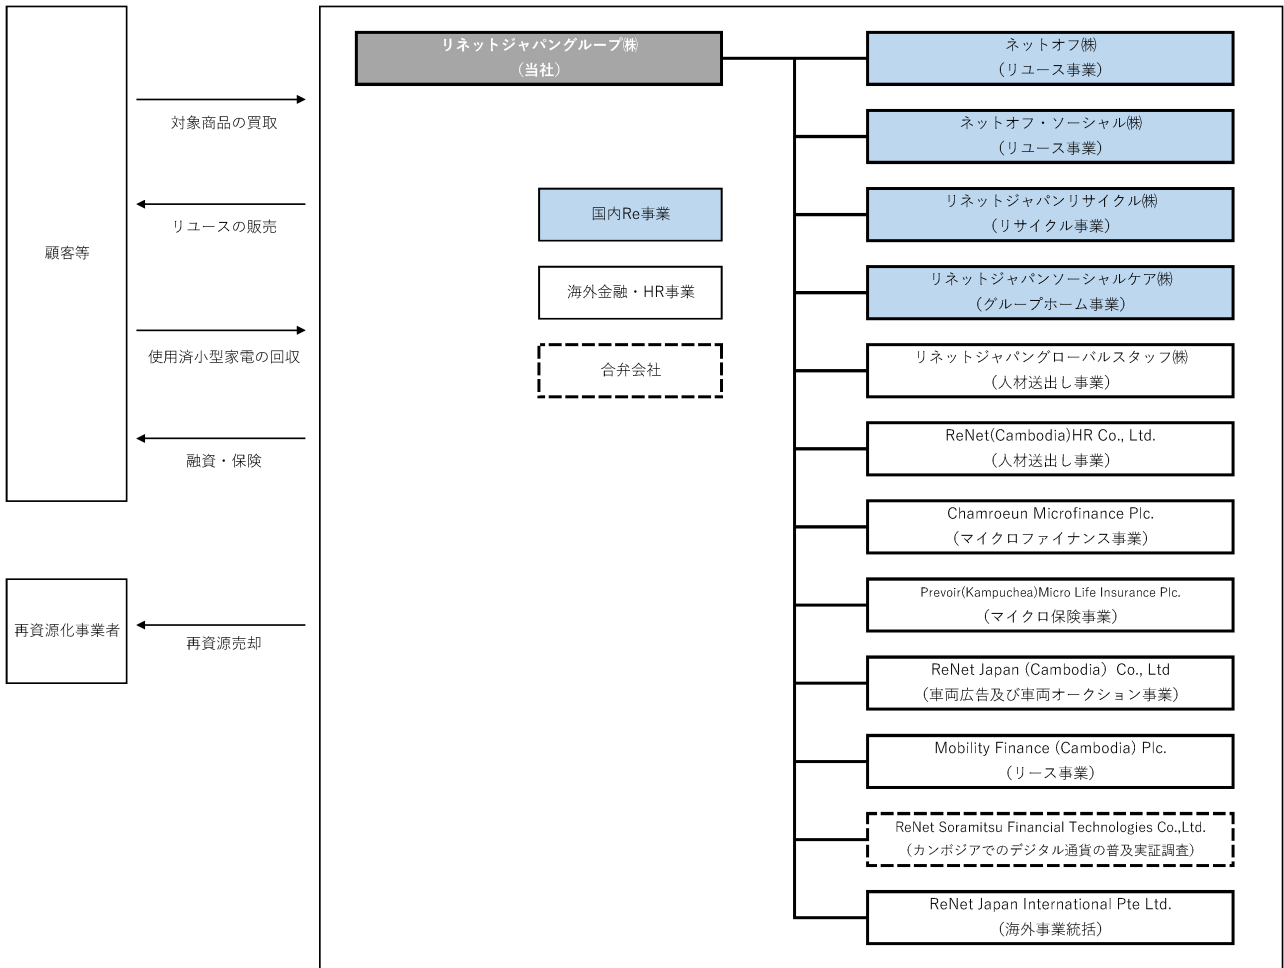 顧客等
対象商品の買取
リユースの販売
使用済小型家電の回収
融資・保険
再資源化事業者
再資源売却
リネットジャパングループ㈱
（当社）
国内Re事業
海外金融・HR事業
合弁会社
ネットオフ㈱
（リユース事業）
ネットオフ・ソーシャル㈱
（リユース事業）
リネットジャパンリサイクル㈱
（リサイクル事業）
リネットジャパンソーシャルケア㈱
（グループホーム事業）
リネットジャパングローバルスタッフ㈱
（人材送出し事業）
ReNet(Cambodia)HR Co., Ltd.
（人材送出し事業）
Chamroeun Microfinance Plc.
（マイクロファイナンス事業）
Prevoir(Kampuchea)Micro Life Insurance Plc.
（マイクロ保険事業）
ReNet Japan (Cambodia) Co., Ltd
（車両広告及び車両オークション事業）
Mobility Finance (Cambodia) Plc.
（リース事業）
ReNet Soramitsu Financial Technologies Co.,Ltd.
（カンボジアでのデジタル通貨の普及実証調査）
ReNet Japan International Pte Ltd.
（海外事業統括）